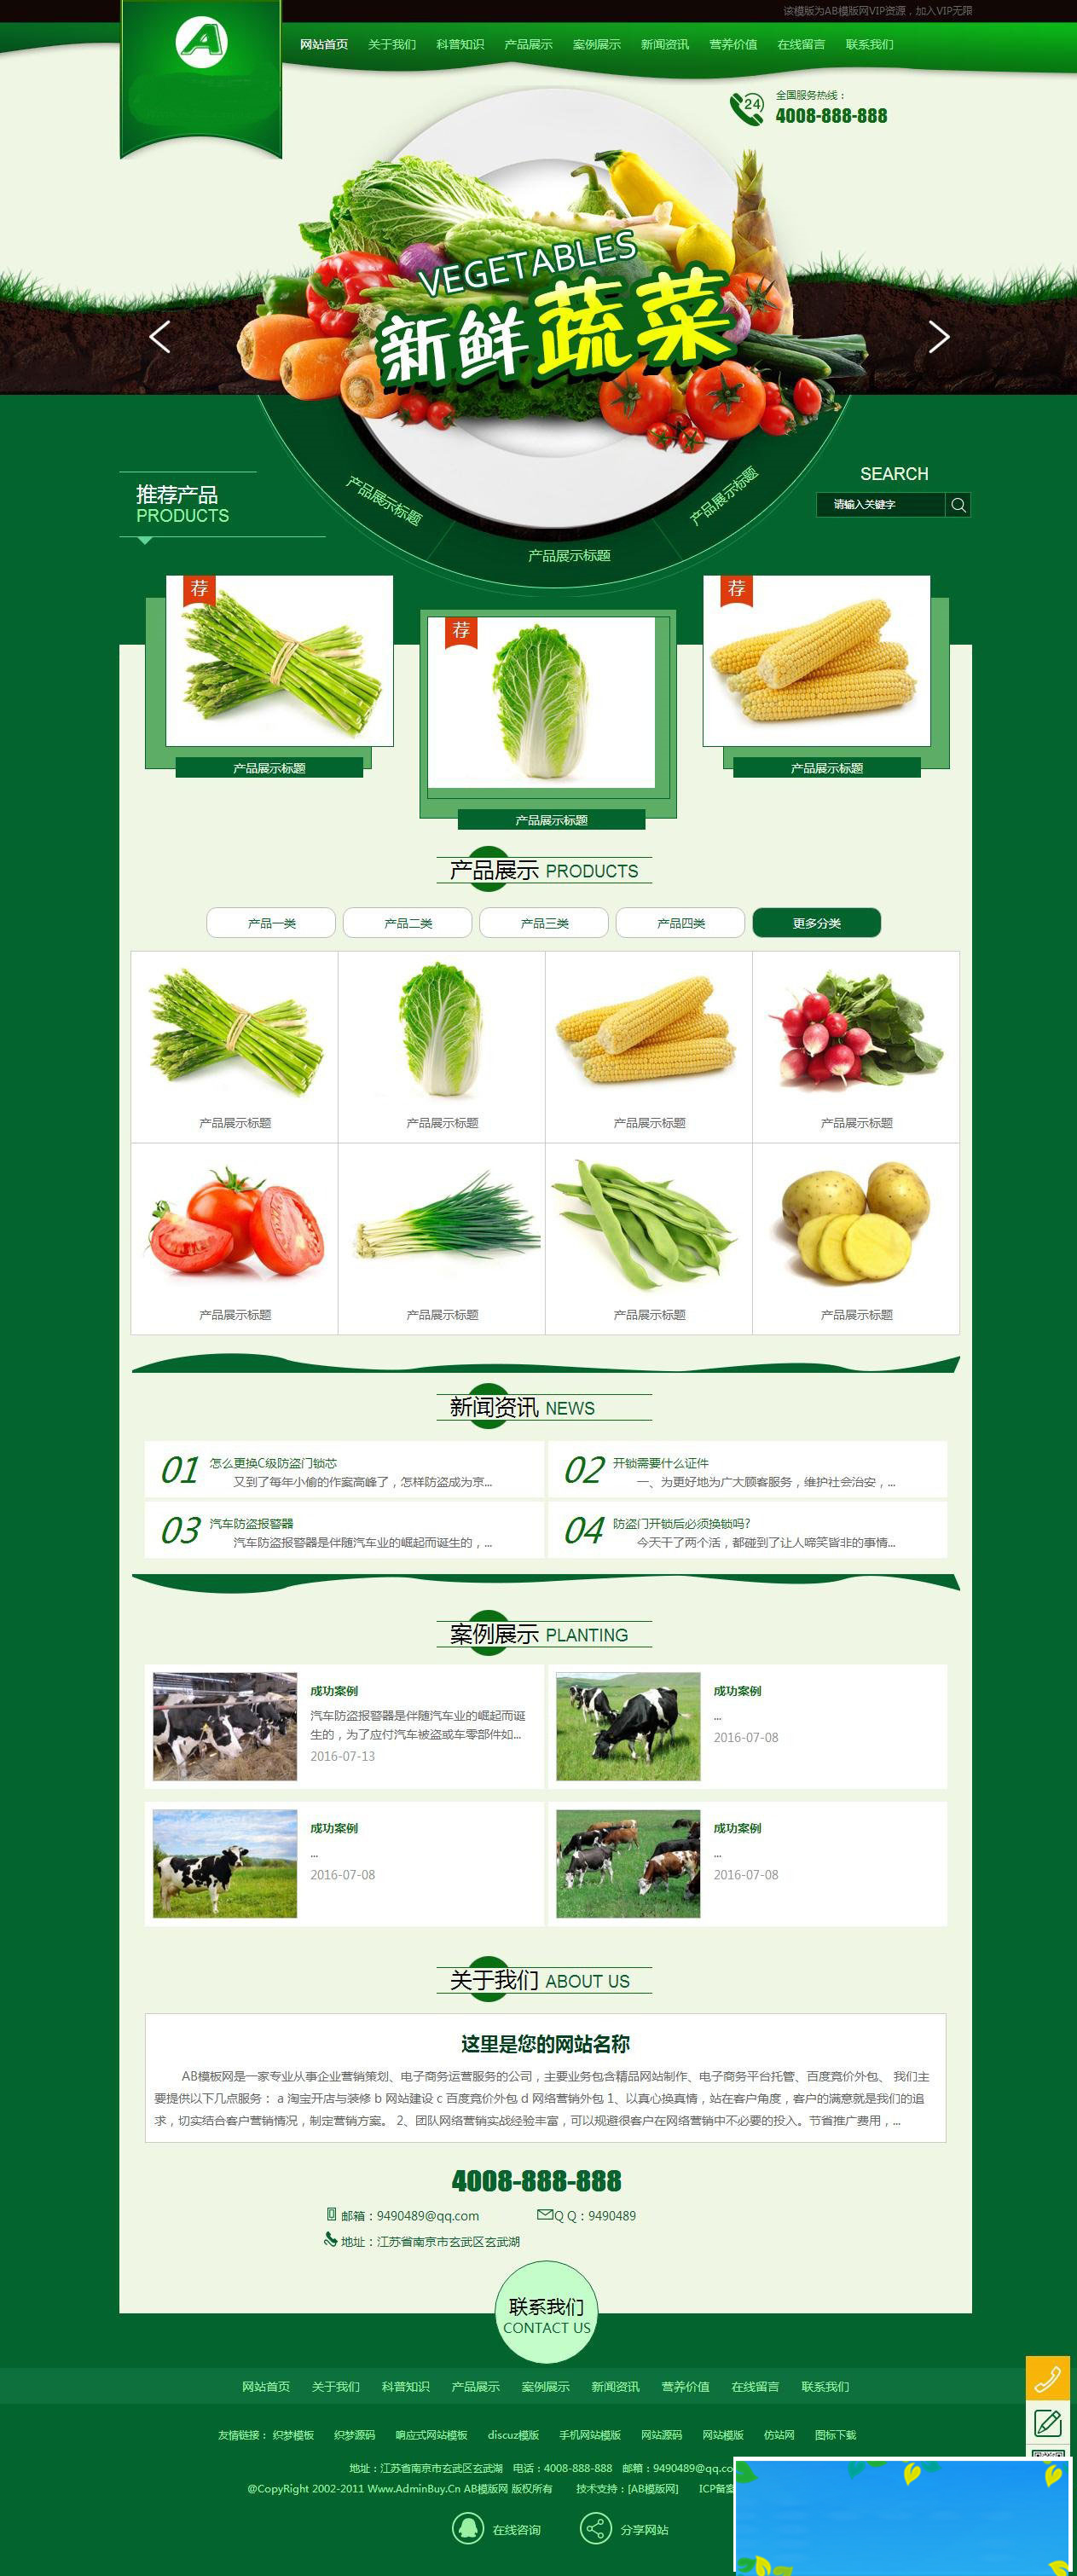 该模版为AB模版网VIP资源，加入VIP无限
A
网站首页 关于我们 科普知识 产品展示 案例展示 新闻资讯 营养价值 在线留言 联系我们
24
全国服务热线：
4008-888-888
VEGETABLES
新鲜蔬菜
推荐产品
PRODUCTS
SEARCH
请输入关键字
产品展示标题
产品展示标题
产品展示标题
荐
荐
荐
产品展示标题
产品展示标题
产品展示标题
产品展示 PRODUCTS
产品一类 产品二类 产品三类 产品四类 更多分类
产品展示标题 产品展示标题 产品展示标题 产品展示标题
产品展示标题 产品展示标题 产品展示标题 产品展示标题
新闻资讯 NEWS
01 怎么更换C级防盗门锁芯
又到了每年小偷的作案高峰了，怎样防盗成为京...
02 开锁需要什么证件
一、为更好地为广大顾客服务，维护社会治安，...
03 汽车防盗报警器
汽车防盗报警器是伴随汽车业的崛起而诞生的，...
04 防盗门开锁后必须换锁吗?
今天干了两个活，都碰到了让人啼笑皆非的事情...
案例展示 PLANTING
成功案例
汽车防盗报警器是伴随汽车业的崛起而诞
生的，为了应付汽车被盗或车零部件如...
2016-07-13
成功案例
...
2016-07-08
成功案例
...
2016-07-08
成功案例
...
2016-07-08
关于我们 ABOUT US
这里是您的网站名称
AB模板网是一家专业从事企业营销策划、电子商务运营服务的公司，主要业务包含精品网站制作、电子商务平台托管、百度竞价外包、 我们主
要提供以下几点服务： a 淘宝开店与装修 b 网站建设 c 百度竞价外包 d 网络营销外包 1、以真心换真情，站在客户角度，客户的满意就是我们的追
求，切实结合客户营销情况，制定营销方案。 2、团队网络营销实战经验丰富，可以规避很客户在网络营销中不必要的投入。节省推广费用，...
4008-888-888
邮箱：9490489@qq.com
Q Q：9490489
地址：江苏省南京市玄武区玄武湖
联系我们
CONTACT US
网站首页 关于我们 科普知识 产品展示 案例展示 新闻资讯 营养价值 在线留言 联系我们
友情链接： 织梦模板 织梦源码 响应式网站模板 discuz模版 手机网站模版 网站源码 网站模版 仿站网 图标下载
地址：江苏省南京市玄武区玄武湖 电话：4008-888-888 邮箱：9490489@qq.co
@CopyRight 2002-2011 Www.AdminBuy.Cn AB模版网 版权所有 技术支持：[AB模版网] ICP备案
在线咨询 分享网站